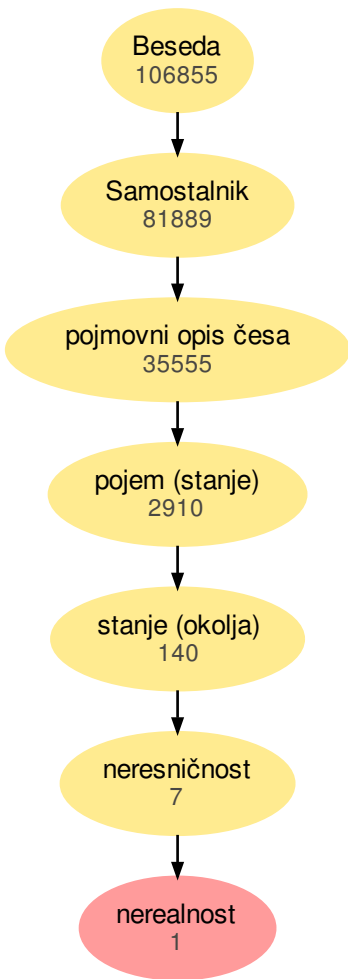 Beseda
106855
Samostalnik
81889
pojmovni opis česa
35555
pojem (stanje)
2910
stanje (okolja)
140
neresničnost
7
nerealnost
1